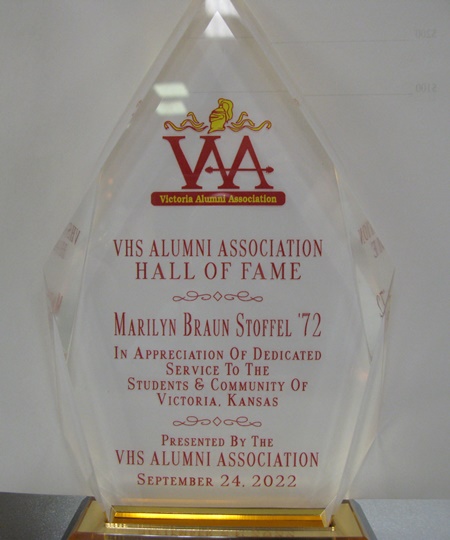 VAA
Victoria Alumni Association
VHS ALUMNI ASSOCIATION
HALL OF FAME
MARILYN BRAUN STOFFEL '72
IN APPRECIATION OF DEDICATED
SERVICE TO THE
STUDENTS & COMMUNITY OF
VICTORIA, KANSAS
PRESENTED BY THE
VHS ALUMNI ASSOCIATION
SEPTEMBER 24, 2022